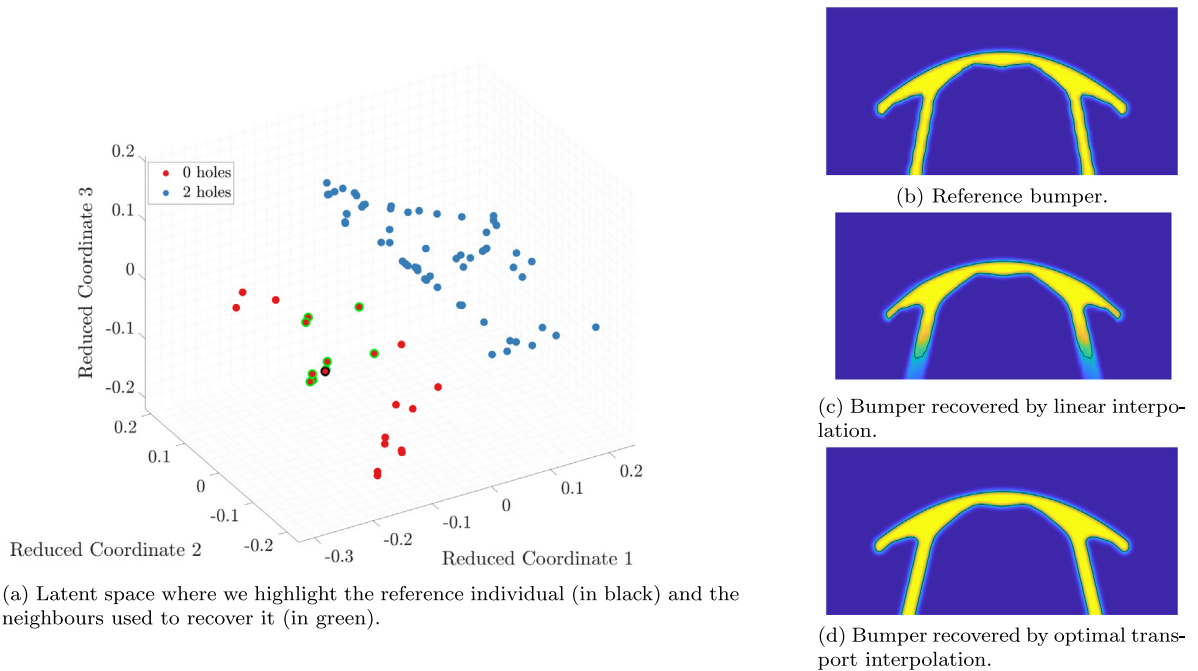 0.2
0.1
0
-0.1
-0.2
Reduced Coordinate 3
0 holes
2 holes
0.2
0.1
0
-0.1
-0.2
Reduced Coordinate 2
-0.3
-0.2
-0.1
0
0.1
0.2
Reduced Coordinate 1
(a) Latent space where we highlight the reference individual (in black) and the
neighbours used to recover it (in green).
(b) Reference bumper.
(c) Bumper recovered by linear interpo-
lation.
(d) Bumper recovered by optimal trans-
port interpolation.